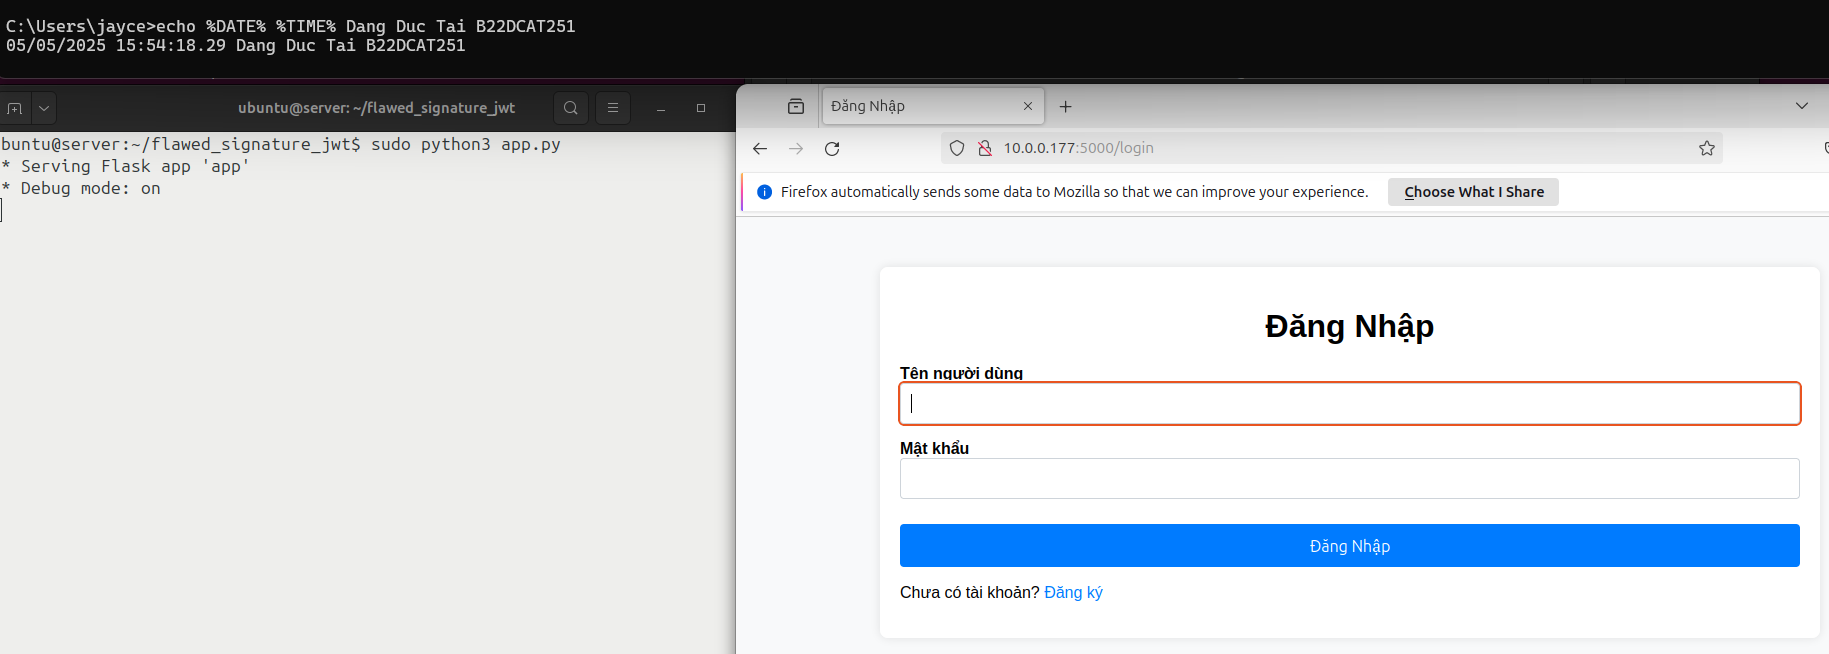 C:\Users\jayce>echo %DATE% %TIME% Dang Duc Tai B22DCAT251
05/05/2025 15:54:18.29 Dang Duc Tai B22DCAT251
ubuntu@server: ~/flawed_signature_jwt
buntu@server:~/flawed_signature_jwt$ sudo python3 app.py
* Serving Flask app 'app'
* Debug mode: on
Đăng Nhập
10.0.0.177:5000/login
Firefox automatically sends some data to Mozilla so that we can improve your experience.
Choose What I Share
Đăng Nhập
Tên người dùng
Mật khẩu
Đăng Nhập
Chưa có tài khoản? Đăng ký